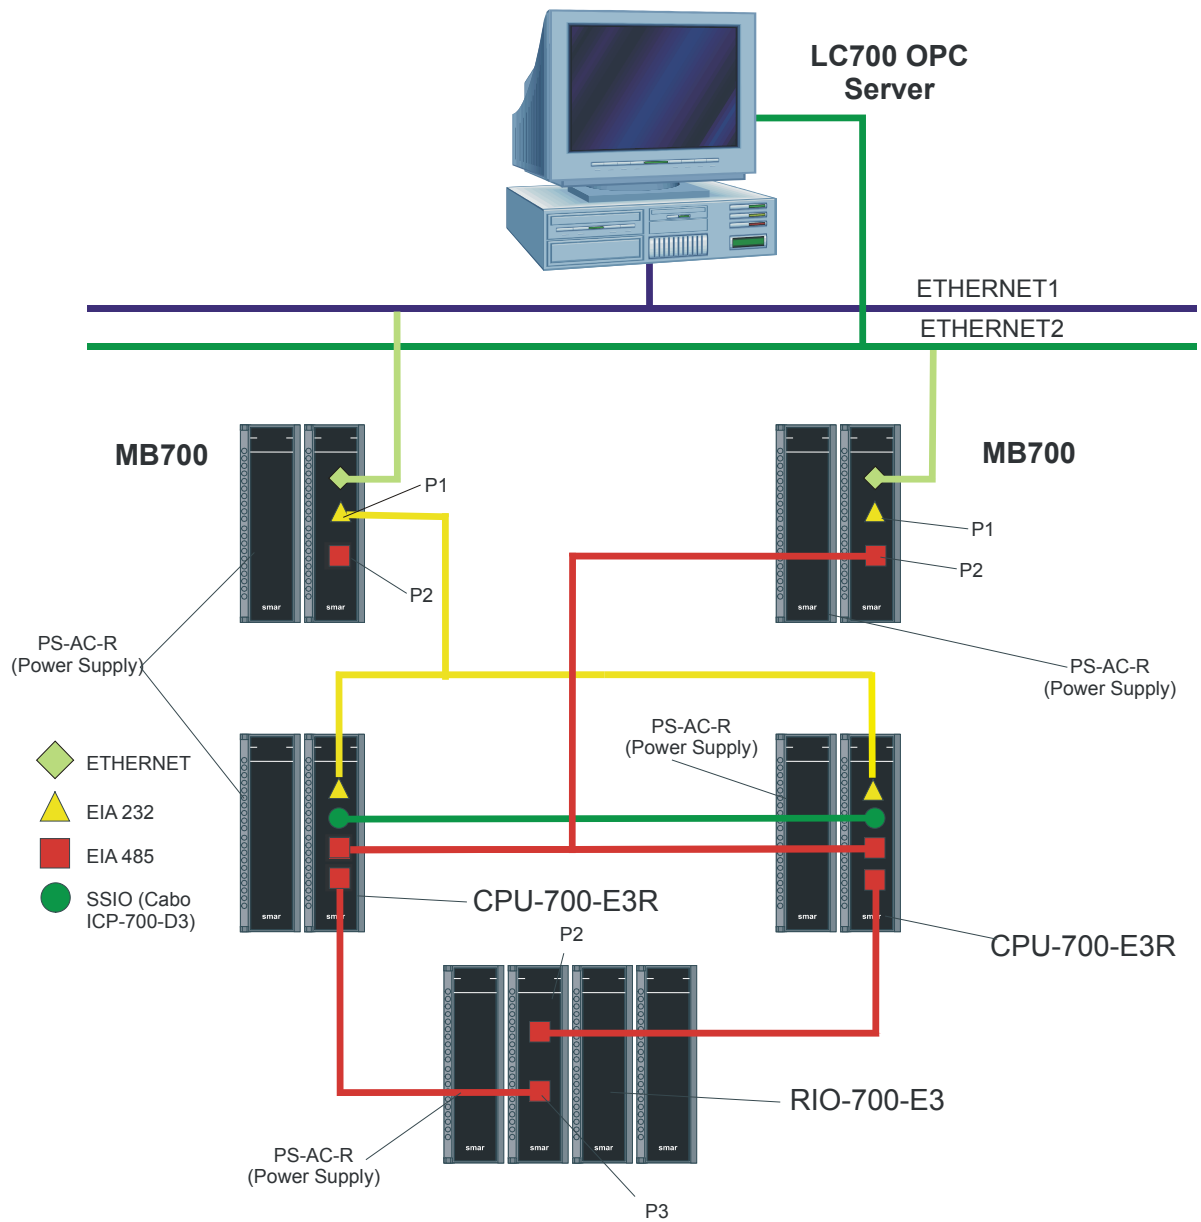 LC700 OPC
Server
ETHERNET1
ETHERNET2
MB700
P1
P2
smar
smar
MB700
P1
P2
smar
smar
PS-AC-R
(Power Supply)
PS-AC-R
(Power Supply)
PS-AC-R
(Power Supply)
ETHERNET
EIA 232
EIA 485
SSIO (Cabo
ICP-700-D3)
smar
smar
CPU-700-E3R
smar
smar
CPU-700-E3R
P2
RIO-700-E3
smar
smar
smar
smar
PS-AC-R
(Power Supply)
P3